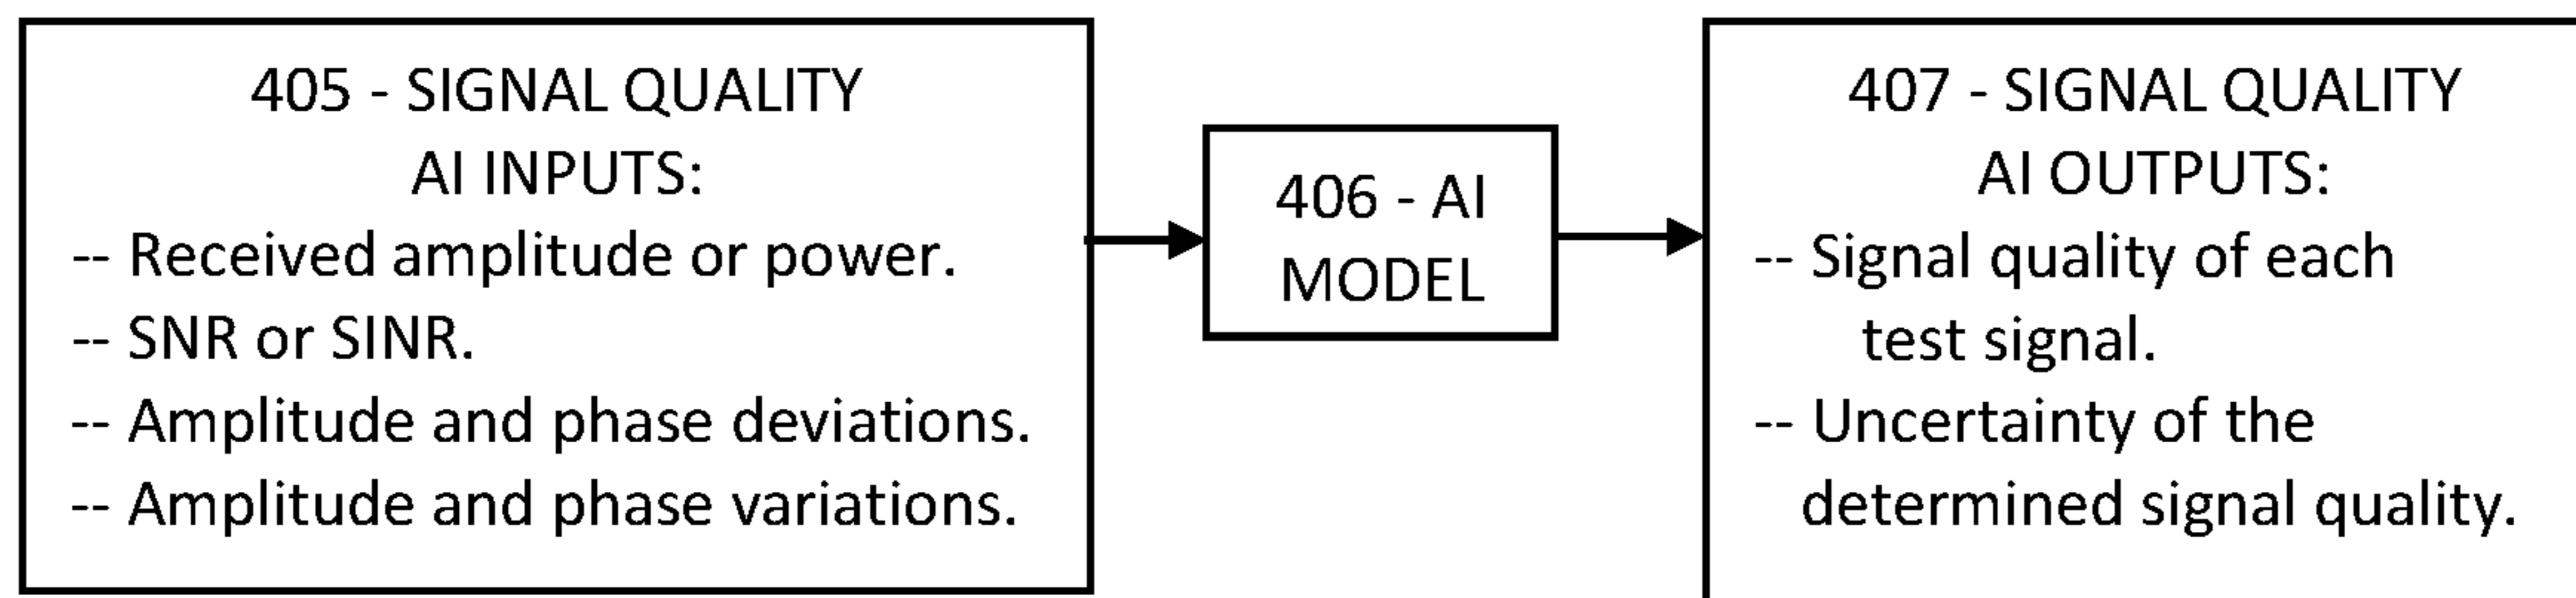 405 - SIGNAL QUALITY
AI INPUTS:
-- Received amplitude or power.
-- SNR or SINR.
-- Amplitude and phase deviations.
-- Amplitude and phase variations.
406 - AI
MODEL
407 - SIGNAL QUALITY
AI OUTPUTS:
-- Signal quality of each
test signal.
-- Uncertainty of the
determined signal quality.